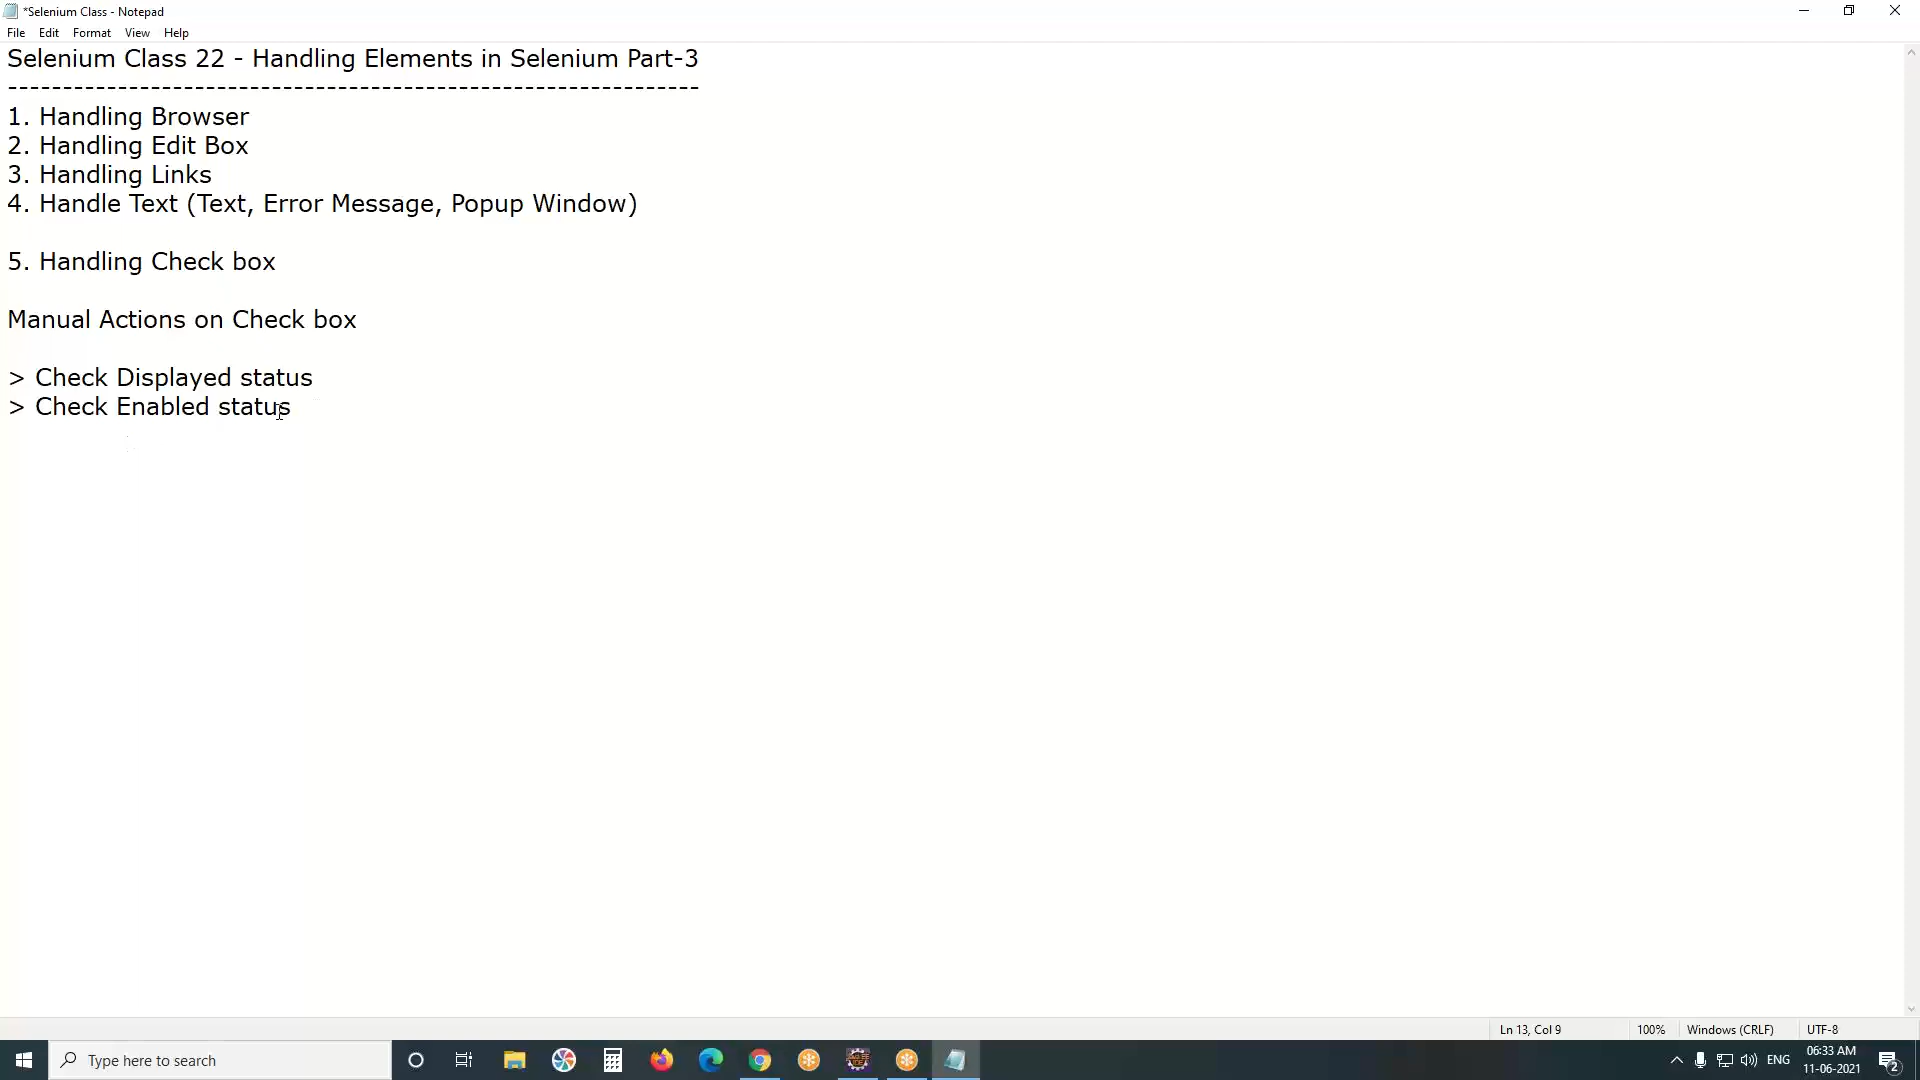 *Selenium Class - Notepad
File Edit Format View Help
Selenium Class 22 - Handling Elements in Selenium Part-3
---------------------------------------------------------------
1. Handling Browser
2. Handling Edit Box
3. Handling Links
4. Handle Text (Text, Error Message, Popup Window)
5. Handling Check box
Manual Actions on Check box
> Check Displayed status
> Check Enabled status
Ln 13, Col 9 100% Windows (CRLF) UTF-8
Type here to search
ENG
06:33 AM
11-06-2021
2